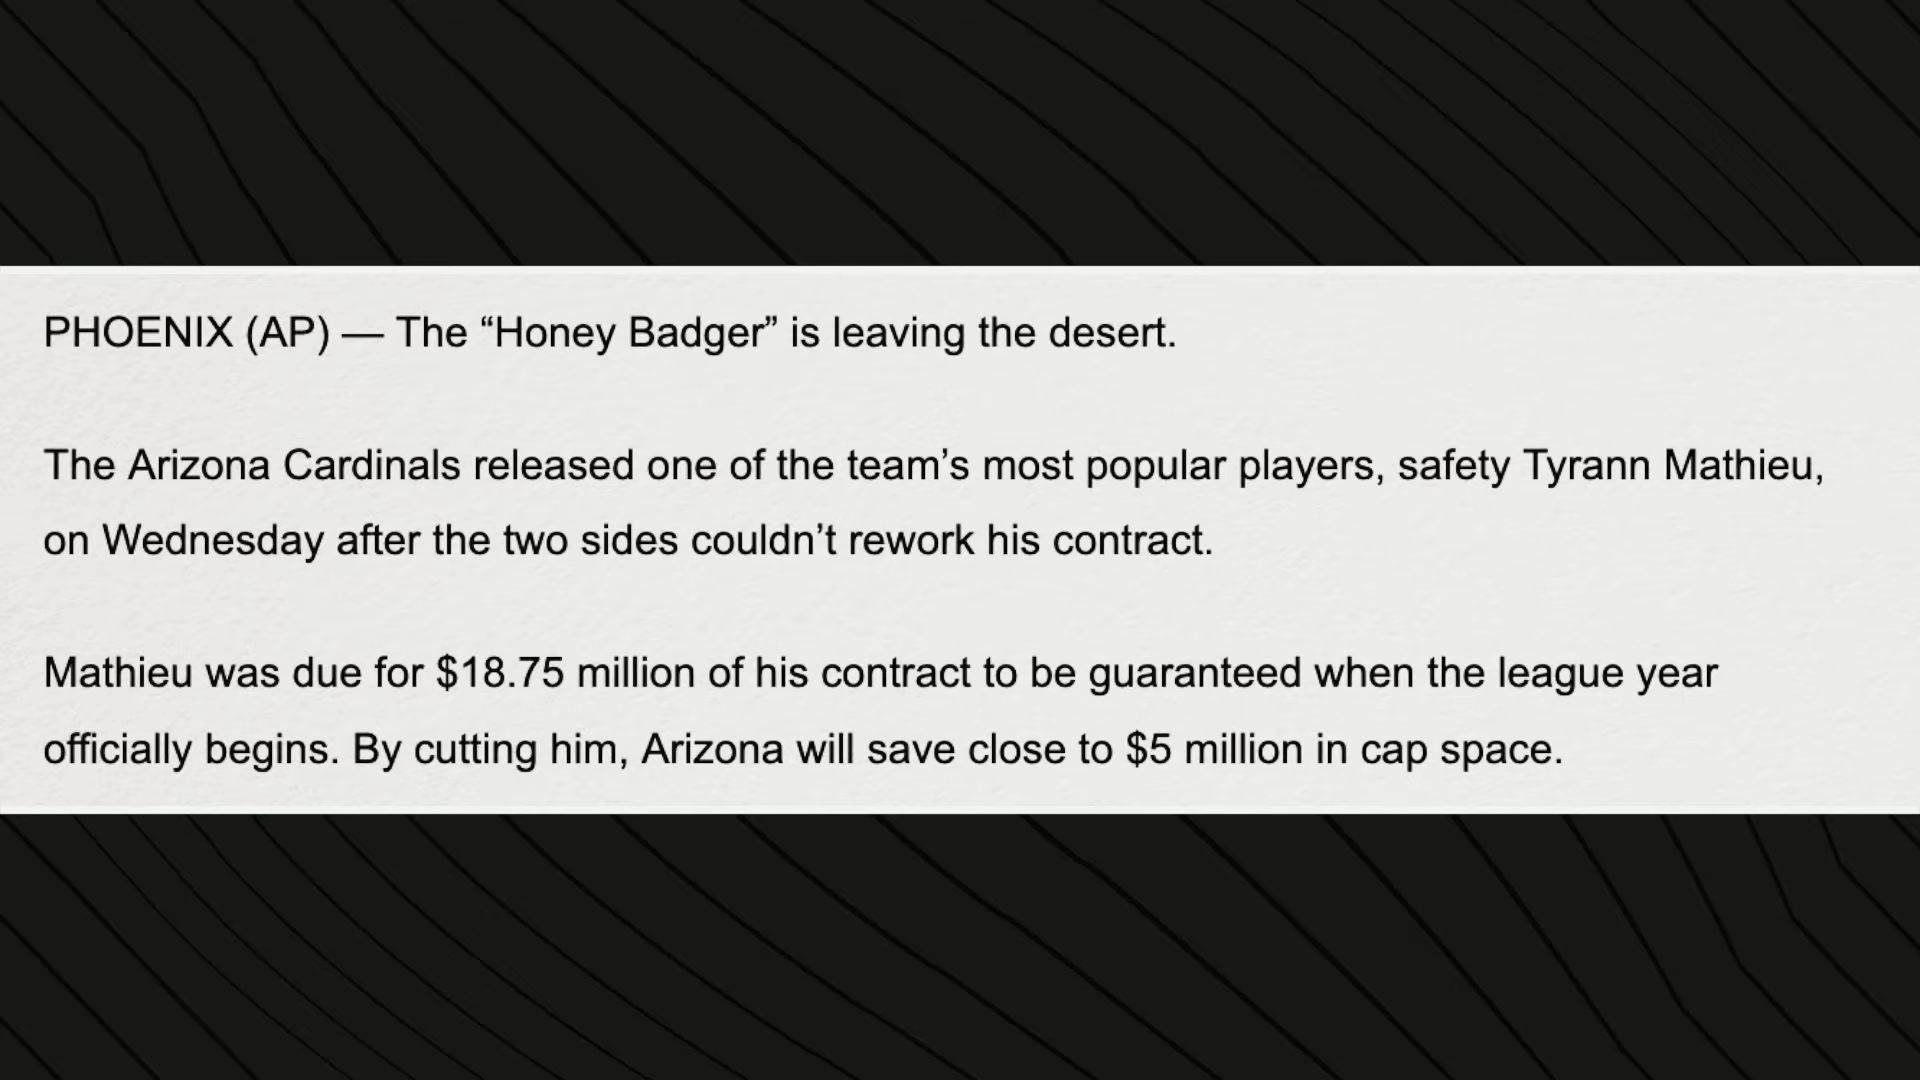 PHOENIX (AP) — The “Honey Badger” is leaving the desert.
The Arizona Cardinals released one of the team’s most popular players, safety Tyrann Mathieu,
on Wednesday after the two sides couldn’t rework his contract.
Mathieu was due for $18.75 million of his contract to be guaranteed when the league year
officially begins. By cutting him, Arizona will save close to $5 million in cap space.